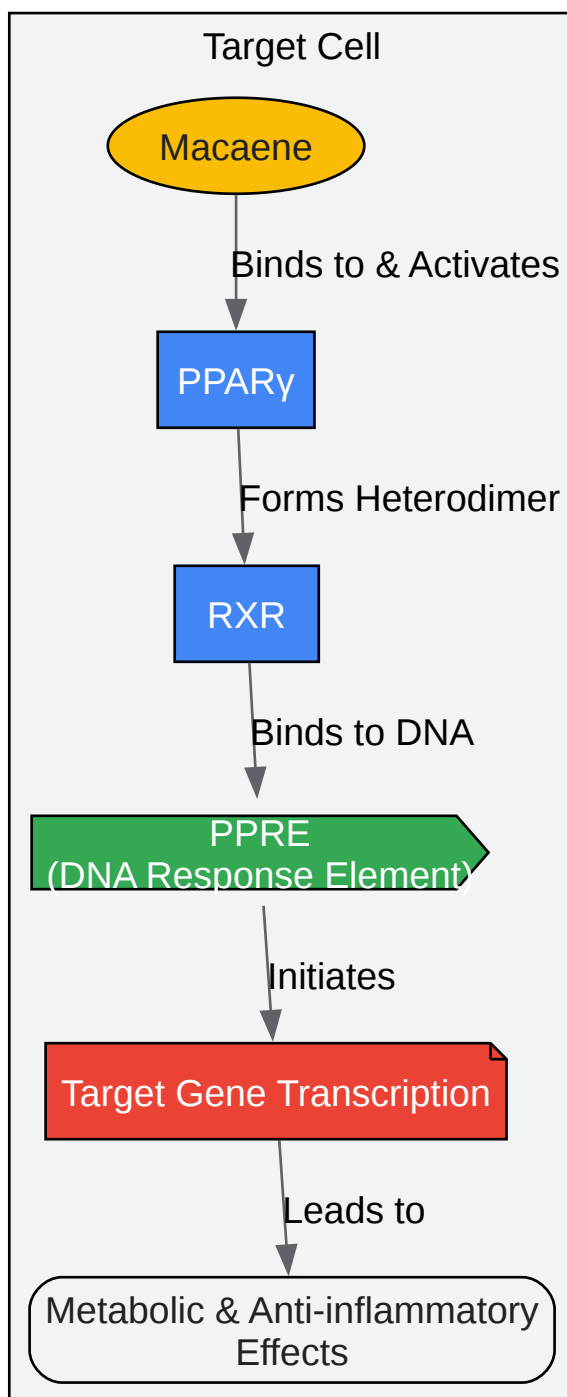 Target Cell
Macaene
Binds to & Activates
PPARγ
Forms Heterodimer
RXR
Binds to DNA
PPRE
(DNA Response Element)
Initiates
Target Gene Transcription
Leads to
Metabolic & Anti-inflammatory
Effects